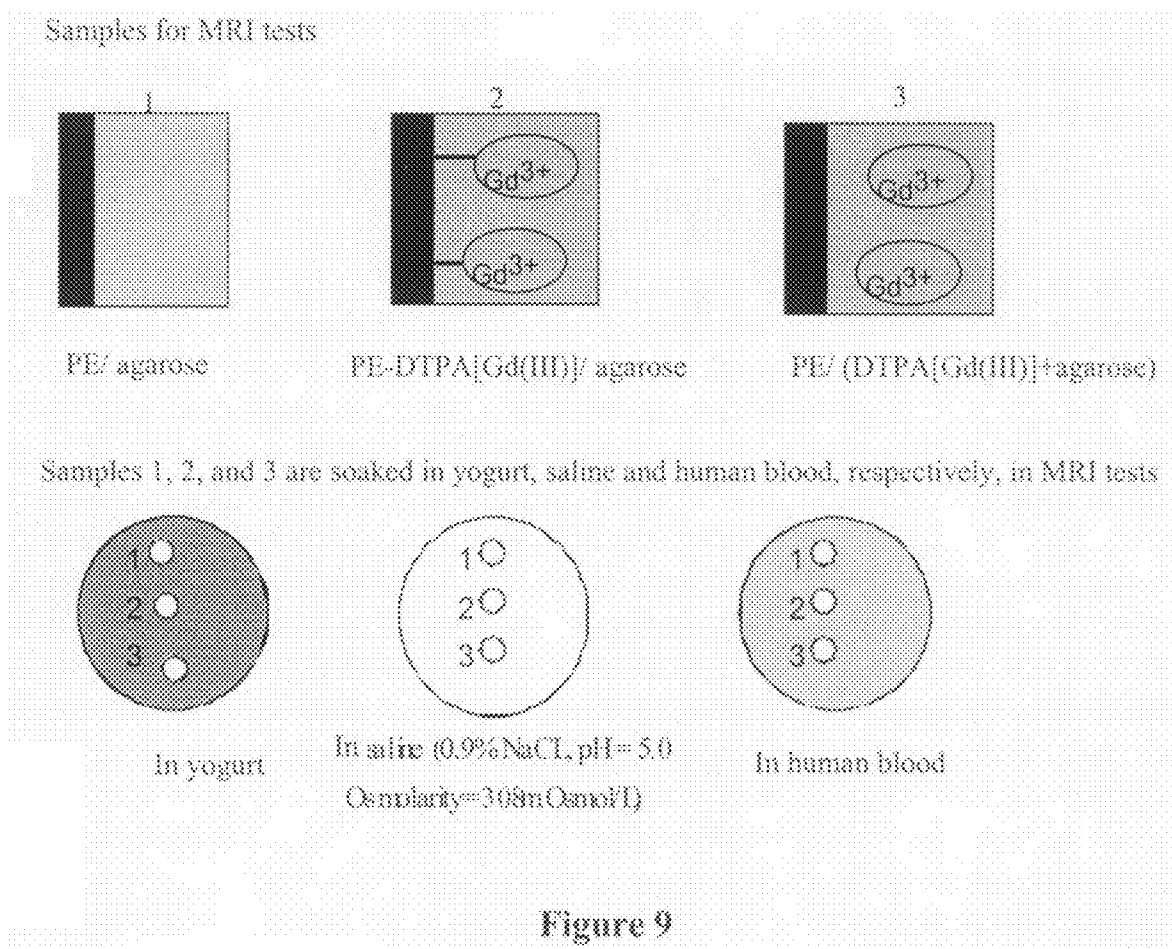 Samples for MRI tests
1 2 3
Gd3+ Gd3+
Gd3+ Gd3+
PE/ agarose PE-DTPA[Gd(III)]/ agarose PE/ (DTPA[Gd(III)]+agarose)
Samples 1, 2, and 3 are soaked in yogurt, saline and human blood, respectively, in MRI tests
1 1 1
2 2 2
3 3 3
In yogurt In saline (0.9%NaCL, pH= 5.0 In human blood
Osmolarity=308mOsmol/L)
Figure 9